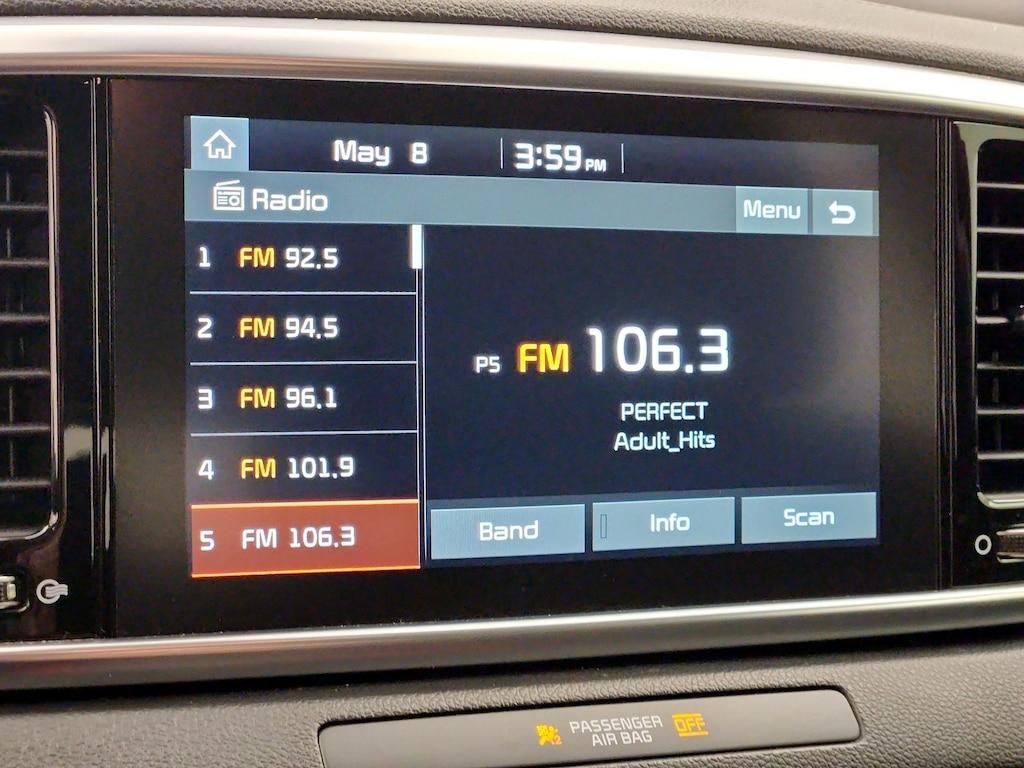 May 8 3:59 PM
Radio
Menu
1 FM 92.5
2 FM 94.5
3 FM 96.1
4 FM 101.9
5 FM 106.3
P5 FM 106.3
PERFECT
Adult_Hits
Band Info Scan
PASSENGER
AIR BAG
OFF